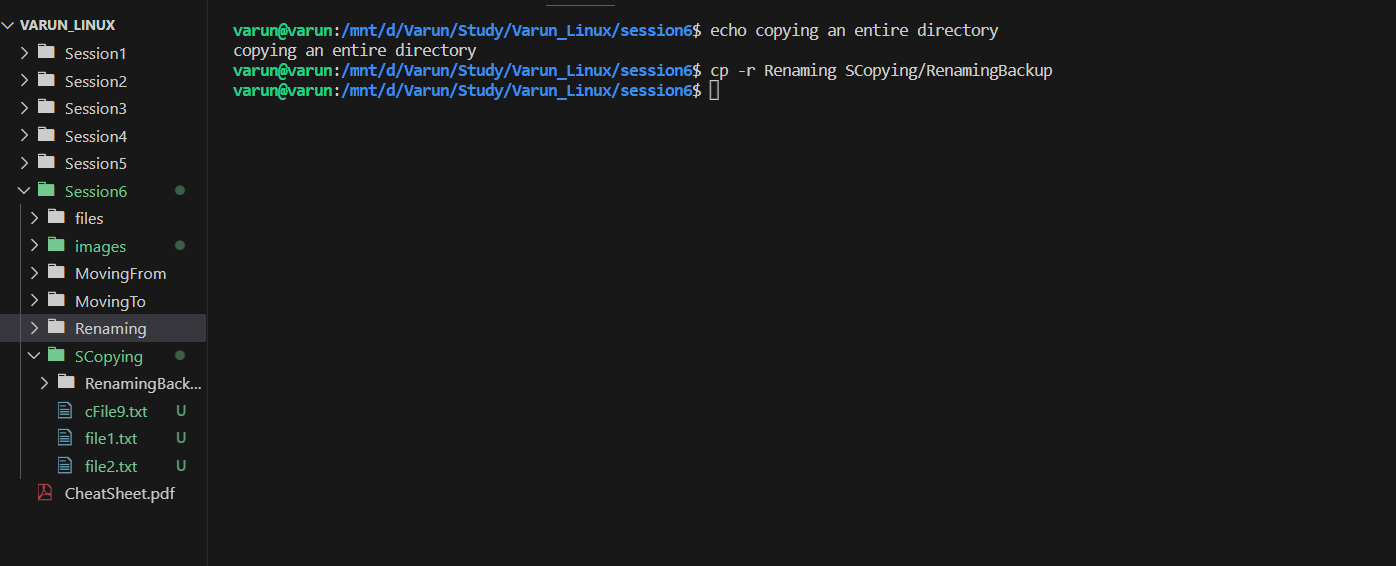 VARUN_LINUX
Session1
Session2
Session3
Session4
Session5
Session6
files
images
MovingFrom
MovingTo
Renaming
SCopying
RenamingBack...
cFile9.txt U
file1.txt U
file2.txt U
CheatSheet.pdf
varun@varun:/mnt/d/Varun/Study/Varun_Linux/session6$ echo copying an entire directory
copying an entire directory
varun@varun:/mnt/d/Varun/Study/Varun_Linux/session6$ cp -r Renaming SCopying/RenamingBackup
varun@varun:/mnt/d/Varun/Study/Varun_Linux/session6$